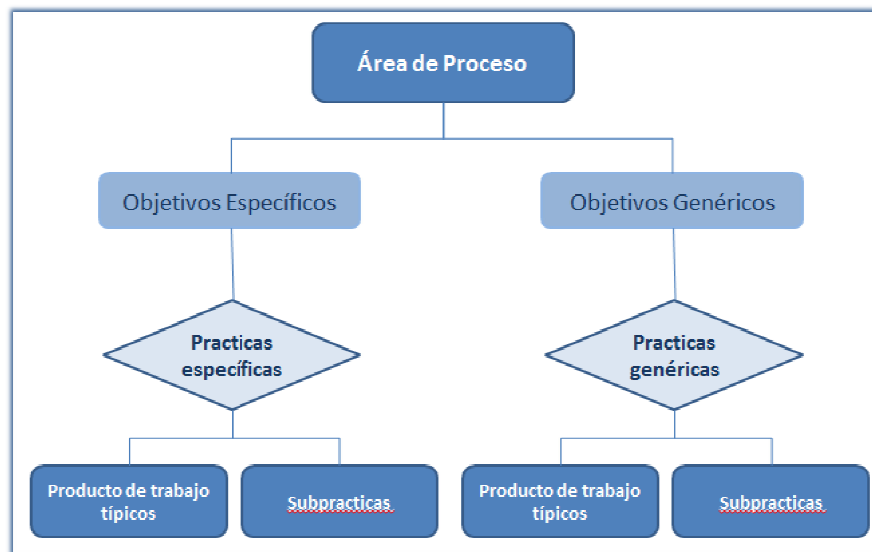 Área de Proceso
Objetivos Específicos
Objetivos Genéricos
Practicas
específicas
Practicas
genéricas
Producto de trabajo
típicos
Subpracticas
Producto de trabajo
típicos
Subpracticas